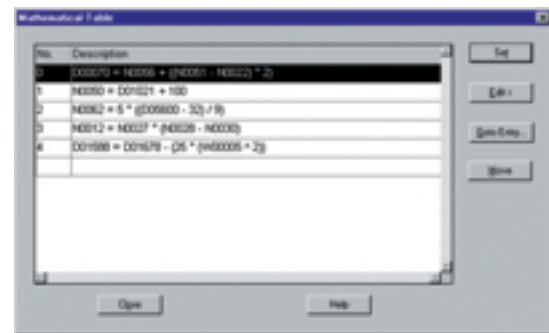 Mathematical Table
No. Description
0 D00070 = N0056 + ((N0051 - N0022) * 2)
1 N0050 = D01021 + 100
2 N0062 = 5 * ((D05600 - 32) / 9)
3 N0012 = N0027 * (N0028 - N0030)
4 D01588 = D01678 - (25 * (W00005 ^ 2))
Set
Edit
Goto Entry...
Move
Close
Help